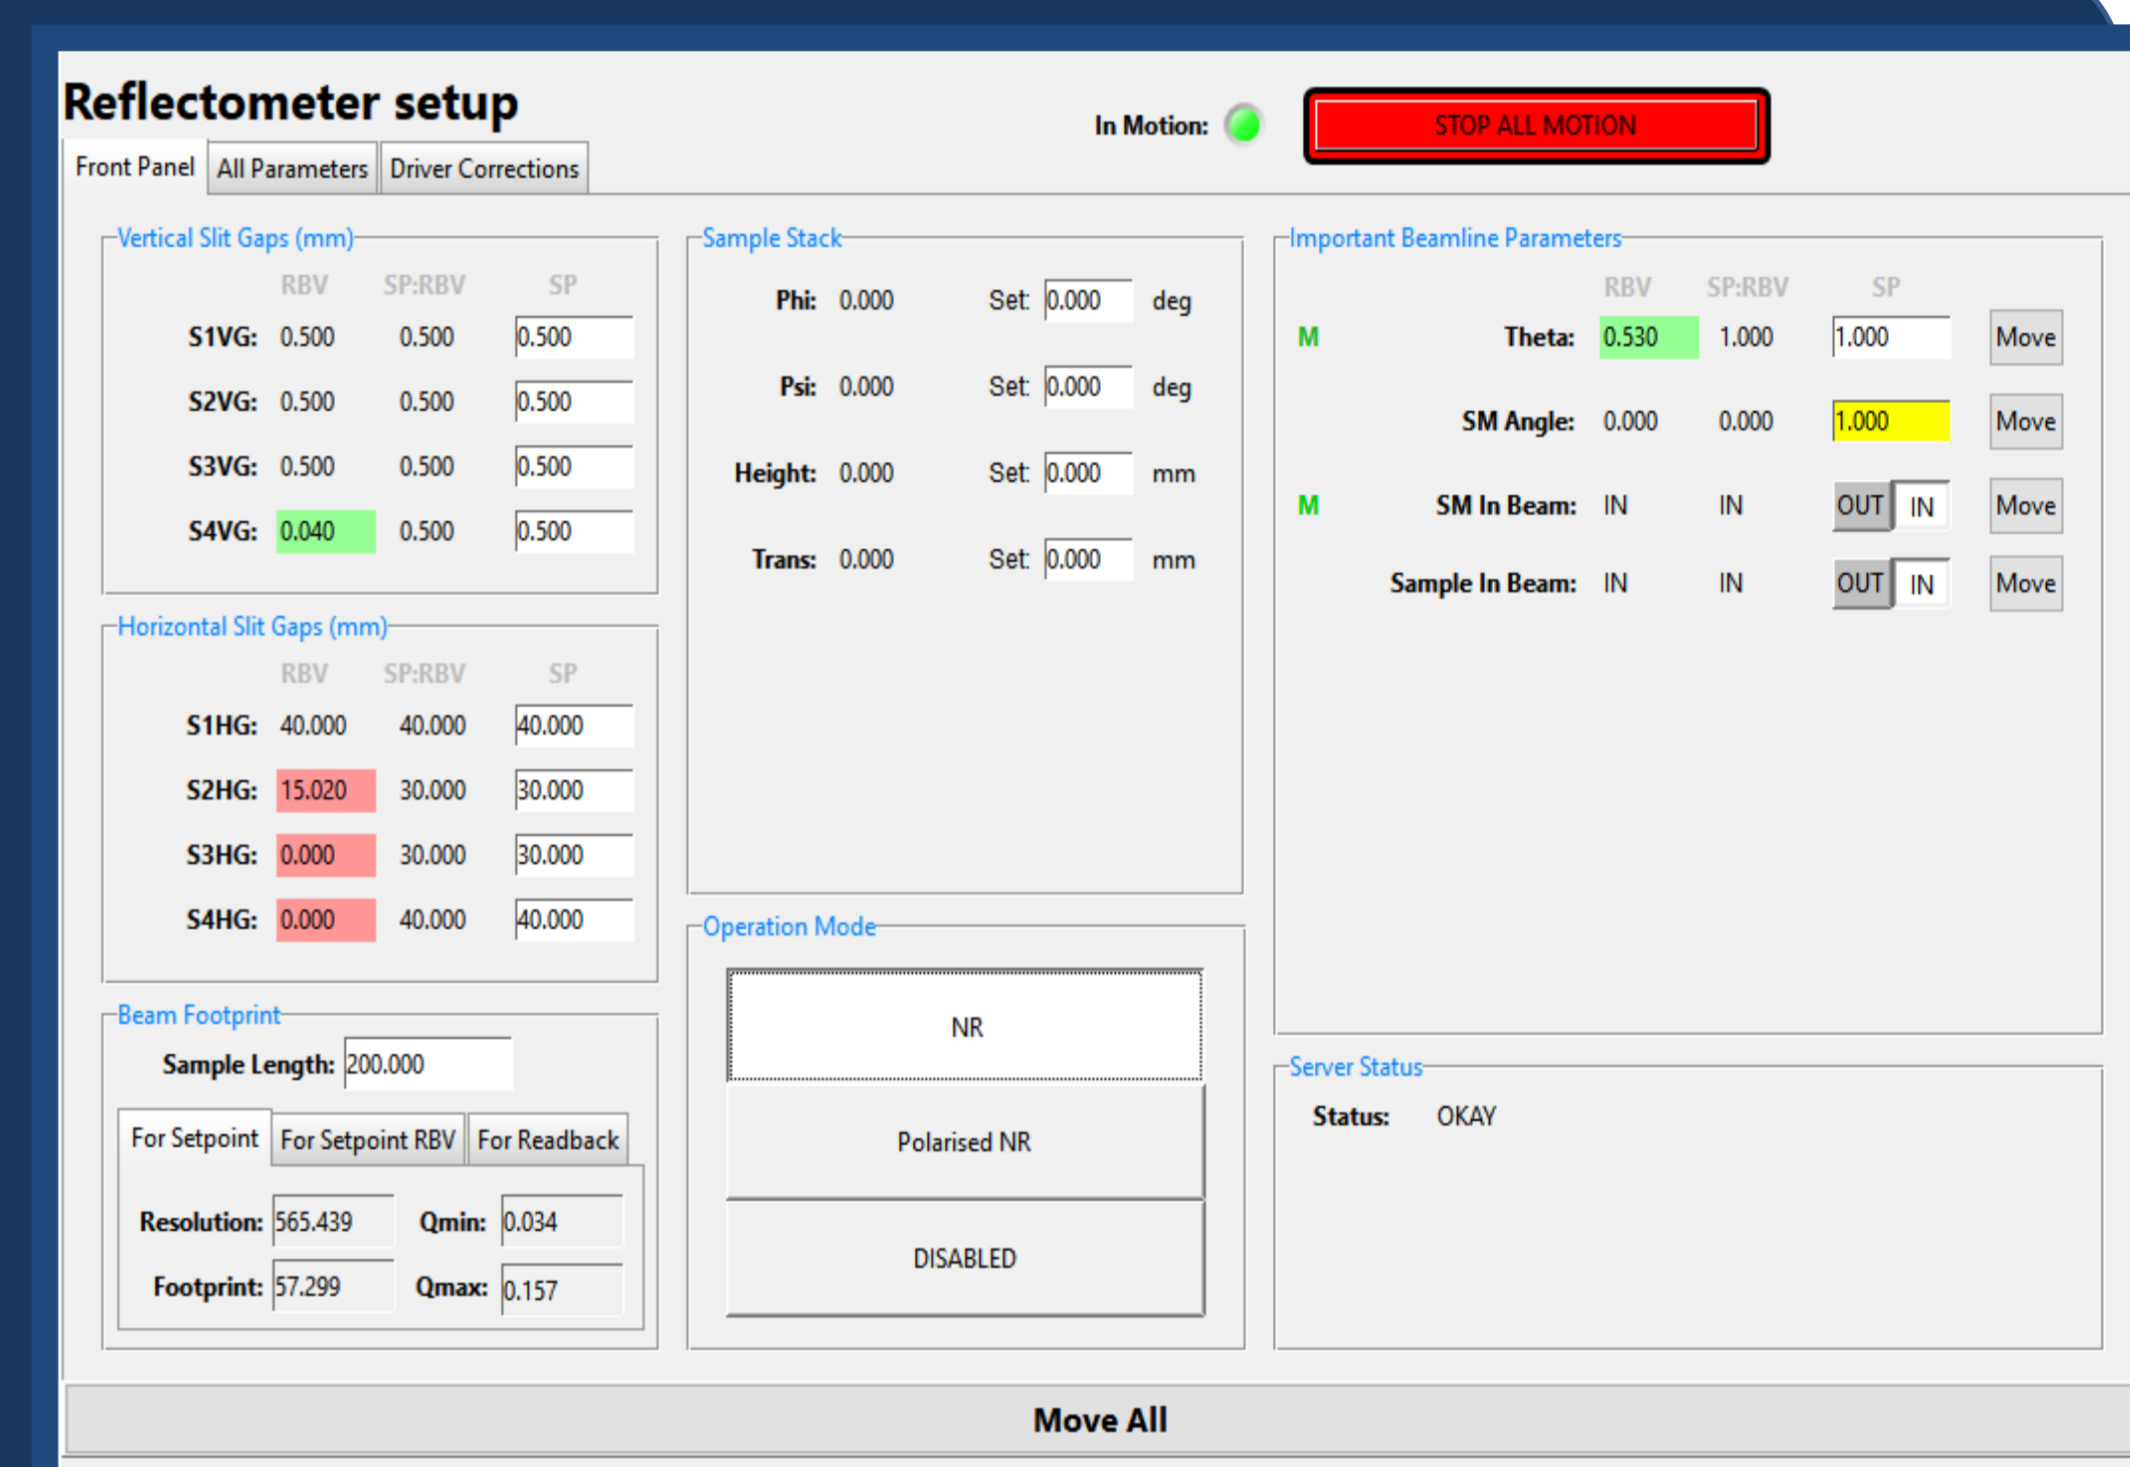 Reflectometer setup
In Motion:
STOP ALL MOTION
Front Panel
All Parameters
Driver Corrections
Vertical Slit Gaps (mm)
RBV SP:RBV SP
S1VG: 0.500 0.500 0.500
S2VG: 0.500 0.500 0.500
S3VG: 0.500 0.500 0.500
S4VG: 0.040 0.500 0.500
Horizontal Slit Gaps (mm)
RBV SP:RBV SP
S1HG: 40.000 40.000 40.000
S2HG: 15.020 30.000 30.000
S3HG: 0.000 30.000 30.000
S4HG: 0.000 40.000 40.000
Beam Footprint
Sample Length: 200.000
For Setpoint
For Setpoint RBV
For Readback
Resolution: 565.439 Qmin: 0.034
Footprint: 57.299 Qmax: 0.157
Sample Stack
Phi: 0.000 Set: 0.000 deg
Psi: 0.000 Set: 0.000 deg
Height: 0.000 Set: 0.000 mm
Trans: 0.000 Set: 0.000 mm
Operation Mode
NR
Polarised NR
DISABLED
Important Beamline Parameters
RBV SP:RBV SP
M Theta: 0.530 1.000 1.000 Move
SM Angle: 0.000 0.000 1.000 Move
M SM In Beam: IN IN OUT IN Move
Sample In Beam: IN IN OUT IN Move
Server Status
Status: OKAY
Move All